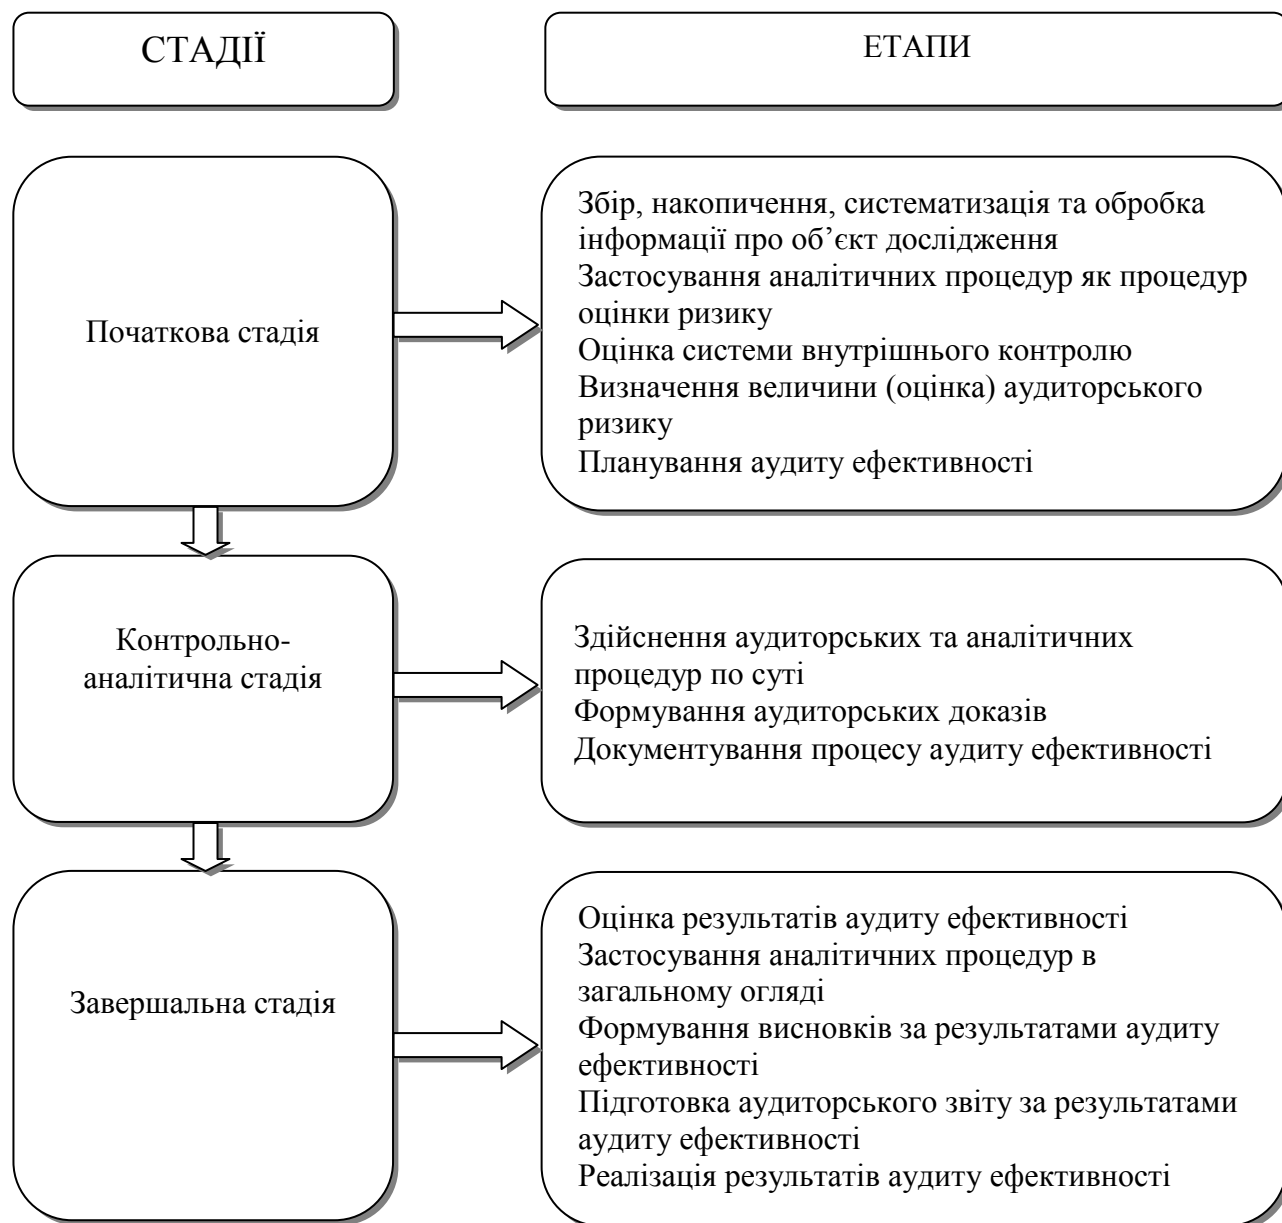 СТАДІЇ
ЕТАПИ
Початкова стадія
Збір, накопичення, систематизація та обробка
інформації про об’єкт дослідження
Застосування аналітичних процедур як процедур
оцінки ризику
Оцінка системи внутрішнього контролю
Визначення величини (оцінка) аудиторського
ризику
Планування аудиту ефективності
Контрольно-
аналітична стадія
Здійснення аудиторських та аналітичних
процедур по суті
Формування аудиторських доказів
Документування процесу аудиту ефективності
Завершальна стадія
Оцінка результатів аудиту ефективності
Застосування аналітичних процедур в
загальному огляді
Формування висновків за результатами аудиту
ефективності
Підготовка аудиторського звіту за результатами
аудиту ефективності
Реалізація результатів аудиту ефективності